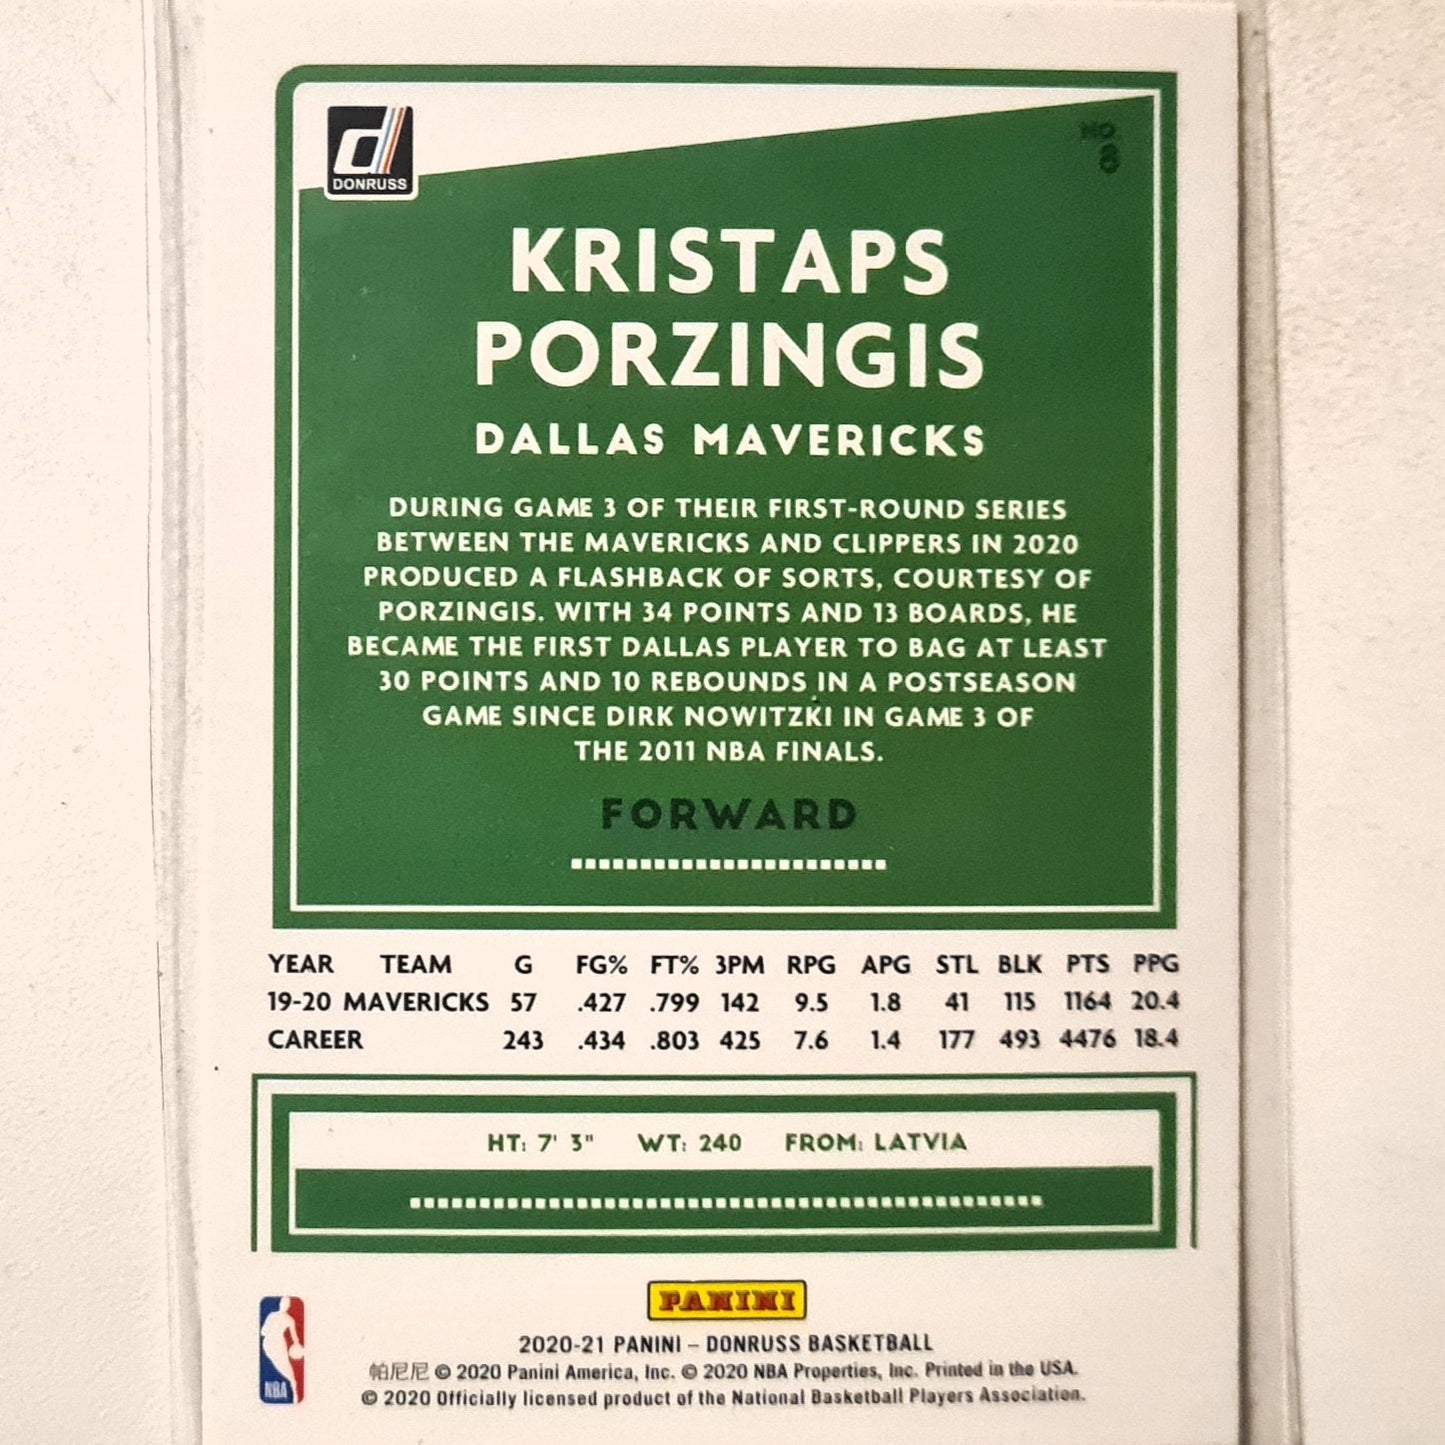 DONRUSS
NO.
8
KRISTAPS
PORZINGIS
DALLAS MAVERICKS
DURING GAME 3 OF THEIR FIRST-ROUND SERIES
BETWEEN THE MAVERICKS AND CLIPPERS IN 2020
PRODUCED A FLASHBACK OF SORTS, COURTESY OF
PORZINGIS. WITH 34 POINTS AND 13 BOARDS, HE
BECAME THE FIRST DALLAS PLAYER TO BAG AT LEAST
30 POINTS AND 10 REBOUNDS IN A POSTSEASON
GAME SINCE DIRK NOWITZKI IN GAME 3 OF
THE 2011 NBA FINALS.
FORWARD
YEAR TEAM G FG% FT% 3PM RPG APG STL BLK PTS PPG
19-20 MAVERICKS 57 .427 .799 142 9.5 1.8 41 115 1164 20.4
CAREER 243 .434 .803 425 7.6 1.4 177 493 4476 18.4
HT: 7' 3" WT: 240 FROM: LATVIA
PANINI
NBA
2020-21 PANINI – DONRUSS BASKETBALL
帕尼尼 © 2020 Panini America, Inc. © 2020 NBA Properties, Inc. Printed in the USA.
© 2020 Officially licensed product of the National Basketball Players Association.